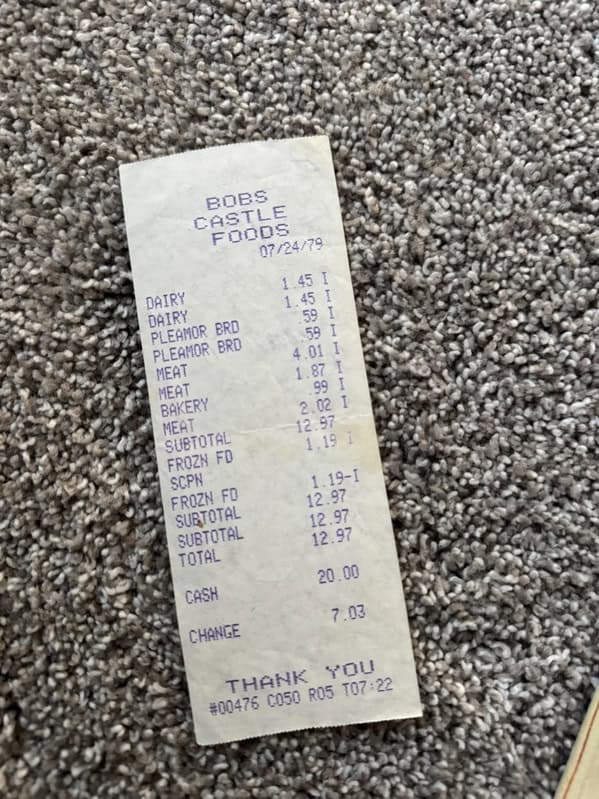 BOBS
CASTLE
FOODS
07/24/79
DAIRY 1.45 I
DAIRY 1.45 I
PLEAMOR BRD .59 I
PLEAMOR BRD .59 I
MEAT 4.01 I
MEAT 1.87 I
BAKERY .99 I
MEAT 2.02 I
SUBTOTAL 12.97
FROZN FD 1.19 I
SCPN
FROZN FD 1.19-I
SUBTOTAL 12.97
SUBTOTAL 12.97
TOTAL 12.97
CASH 20.00
CHANGE 7.03
THANK YOU
#00476 C050 R05 T07:22